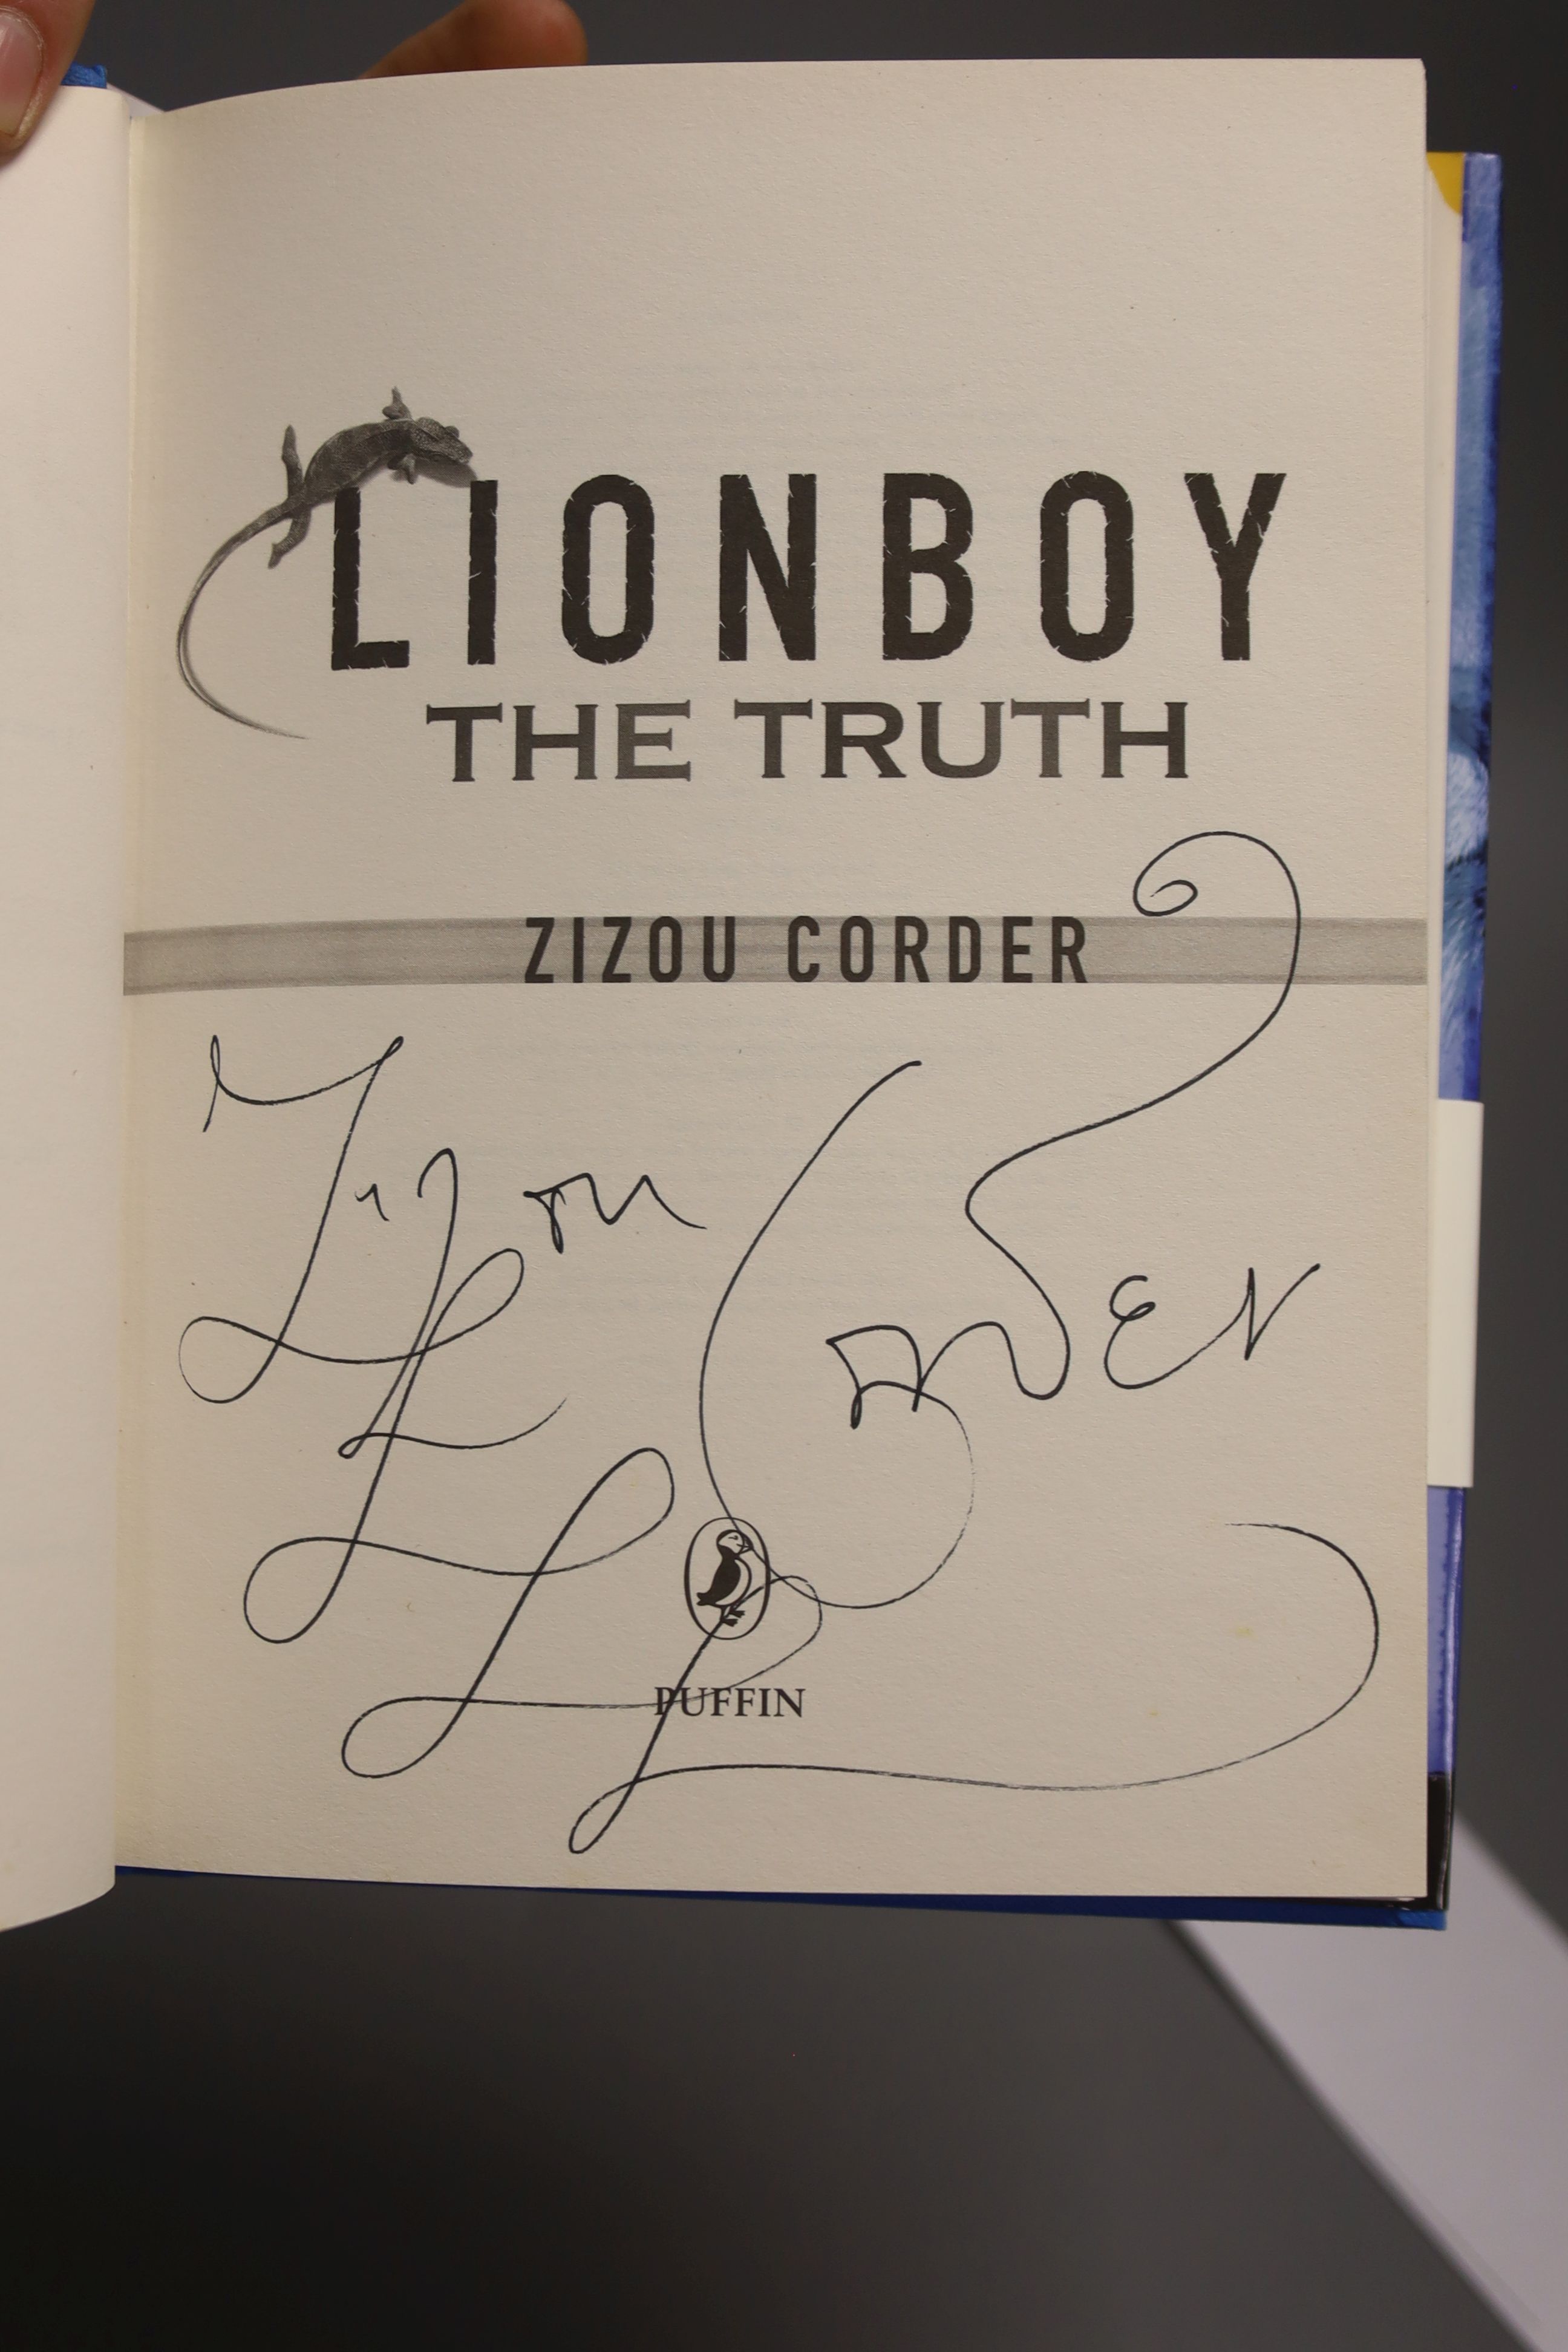 LIONBOY
THE TRUTH
ZIZOU CORDER
Zizou Corder
PUFFIN